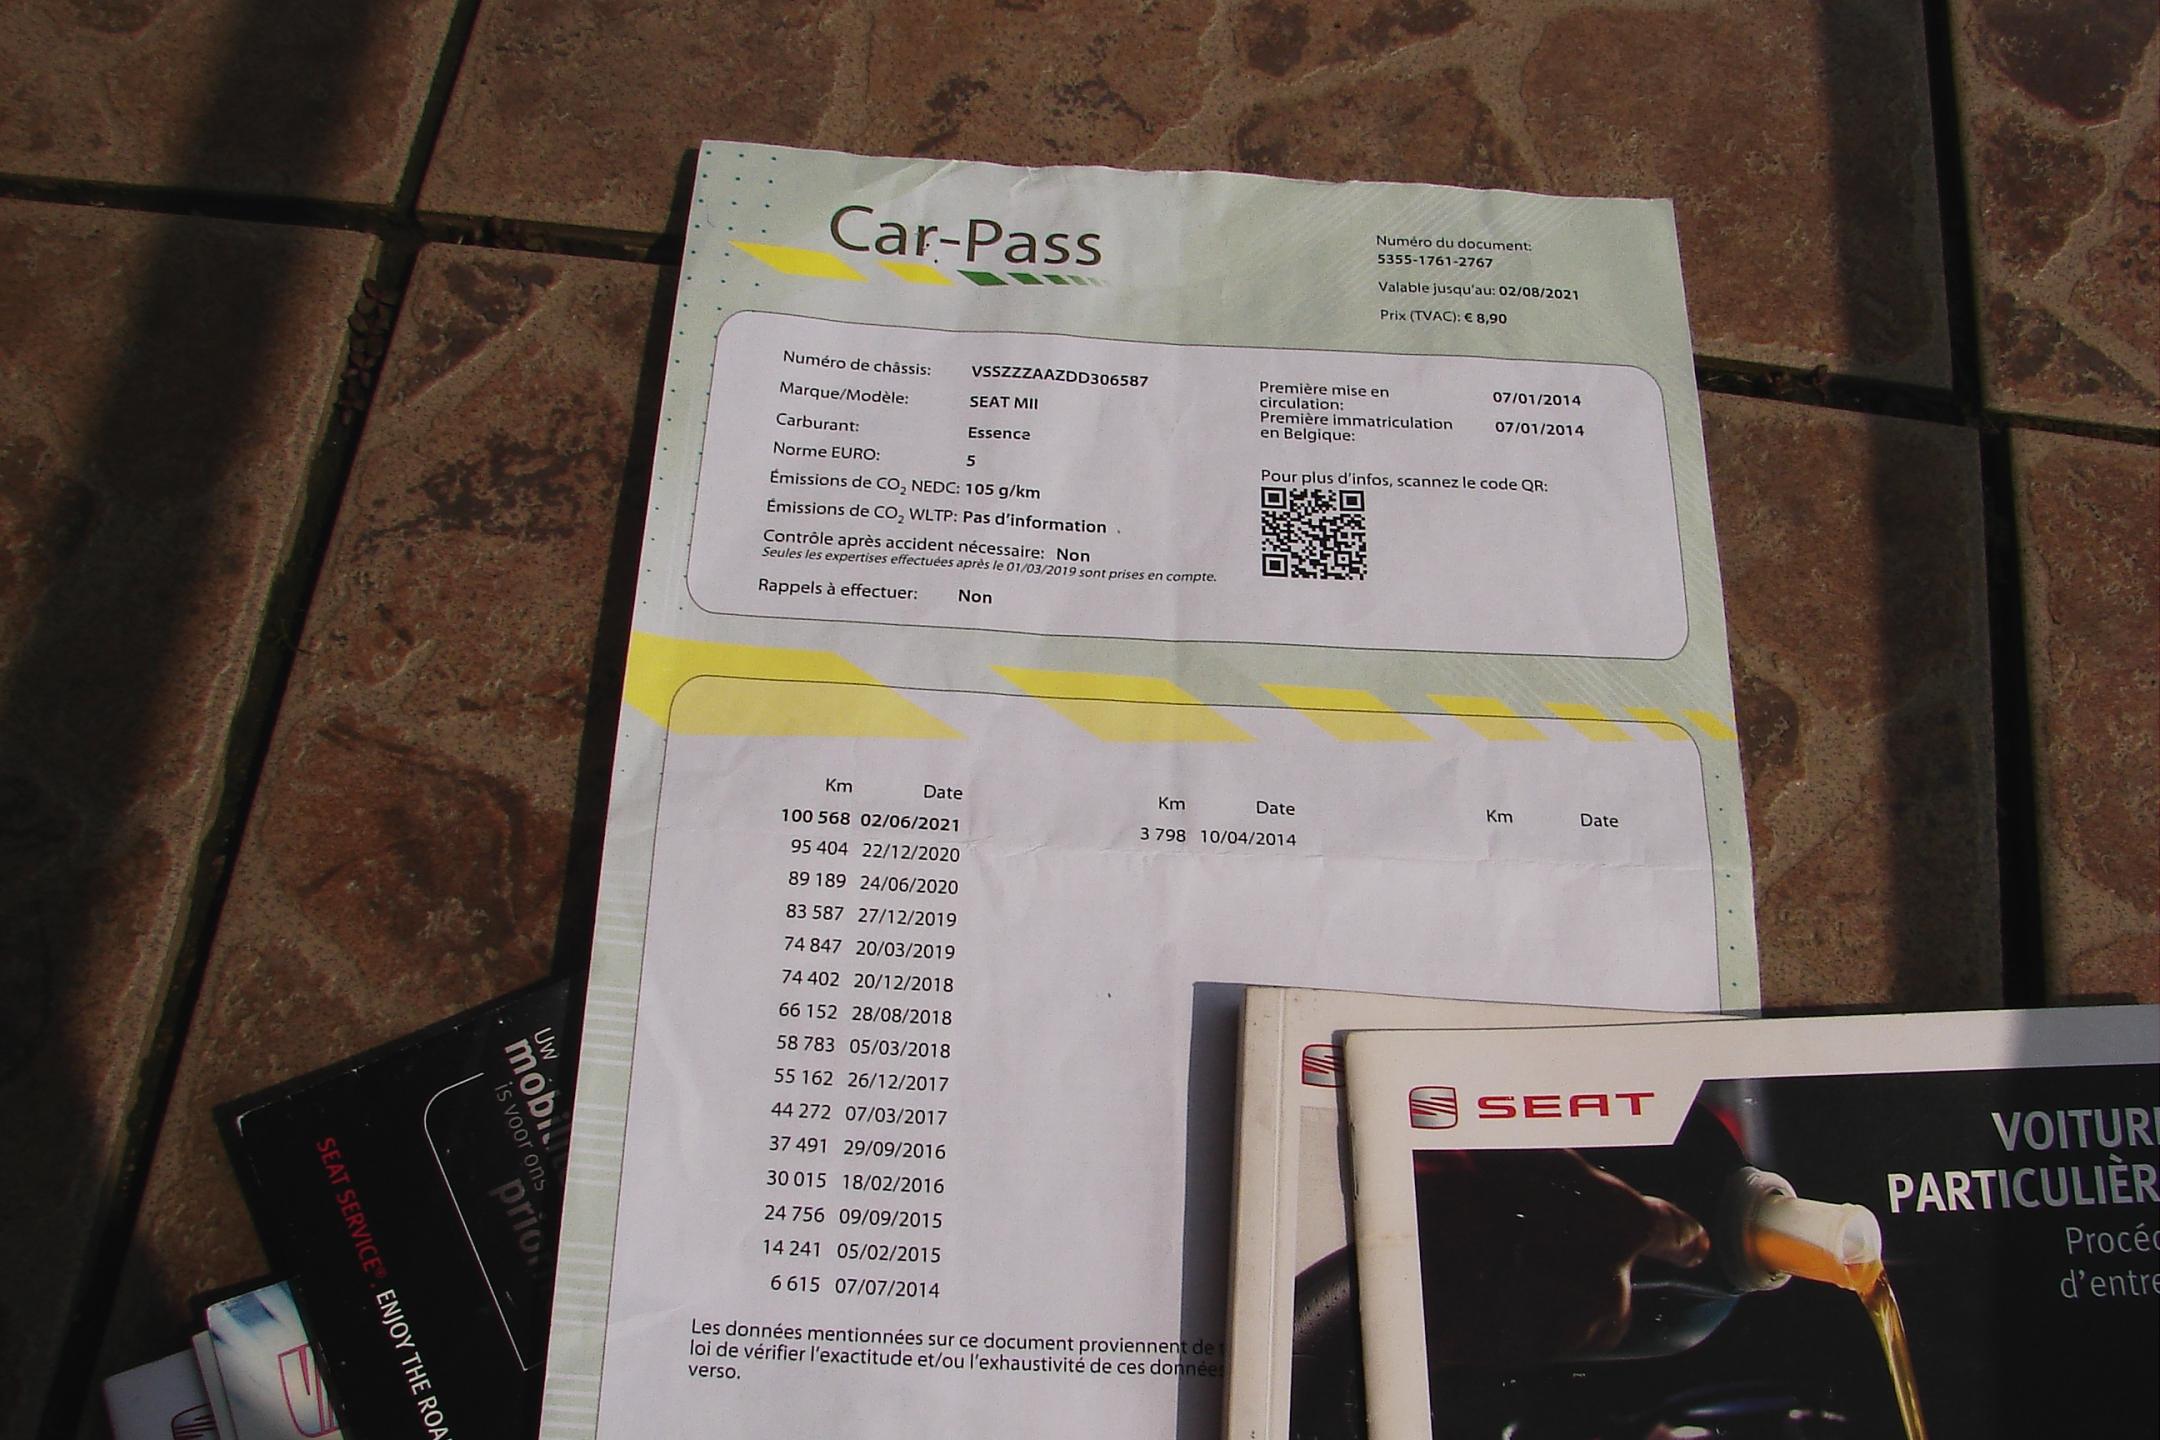 Car-Pass
Numéro du document:
5355-1761-2767
Valable jusqu'au: 02/08/2021
Prix (TVAC): € 8,90
Numéro de châssis: VSSZZZAAZDD306587
Marque/Modèle: SEAT MII
Carburant: Essence
Norme EURO: 5
Émissions de CO2 NEDC: 105 g/km
Émissions de CO2 WLTP: Pas d'information
Contrôle après accident nécessaire: Non
Seules les expertises effectuées après le 01/03/2019 sont prises en compte.
Rappels à effectuer: Non
Première mise en
circulation: 07/01/2014
Première immatriculation
en Belgique: 07/01/2014
Pour plus d'infos, scannez le code QR:
Km Date
100 568 02/06/2021
95 404 22/12/2020
89 189 24/06/2020
83 587 27/12/2019
74 847 20/03/2019
74 402 20/12/2018
66 152 28/08/2018
58 783 05/03/2018
55 162 26/12/2017
44 272 07/03/2017
37 491 29/09/2016
30 015 18/02/2016
24 756 09/09/2015
14 241 05/02/2015
6 615 07/07/2014
Km Date
3 798 10/04/2014
Km Date
Les données mentionnées sur ce document proviennent de
loi de vérifier l'exactitude et/ou l'exhaustivité de ces données
verso.
Uw
mobili
is voor ons
prior
SEAT SERVICE®. ENJOY THE ROA
SEAT
VOITUR
PARTICULIÈR
Procéd
d'entre